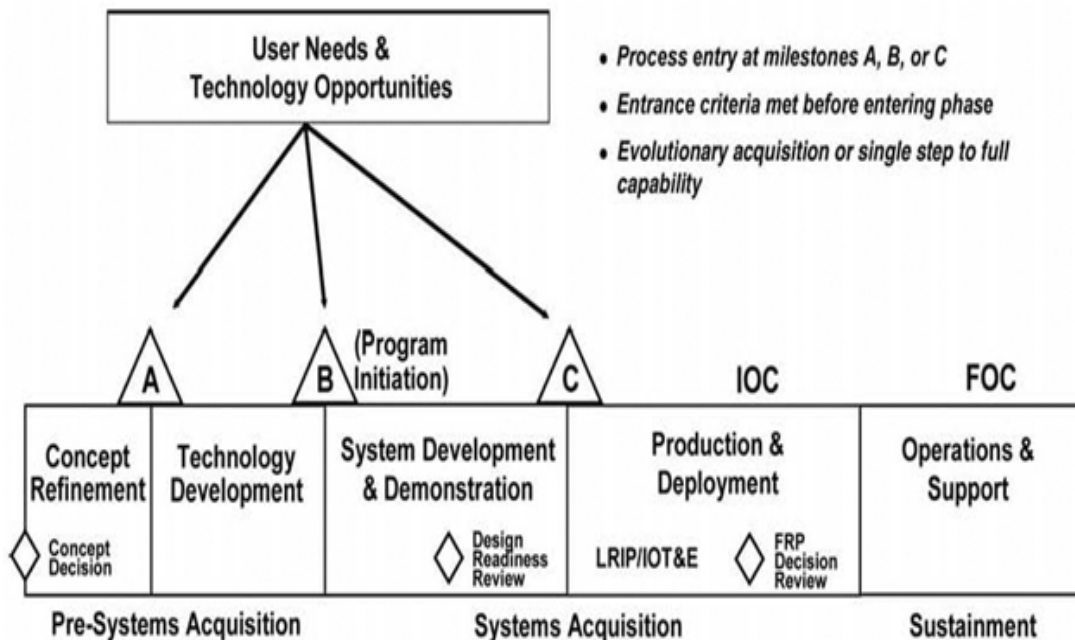 User Needs &
Technology Opportunities
• Process entry at milestones A, B, or C
• Entrance criteria met before entering phase
• Evolutionary acquisition or single step to full
capability
A
B
(Program
Initiation)
C
IOC
FOC
Concept
Refinement
Technology
Development
System Development
& Demonstration
Production &
Deployment
Operations &
Support
Concept
Decision
Design
Readiness
Review
LRIP/IOT&E
FRP
Decision
Review
Pre-Systems Acquisition
Systems Acquisition
Sustainment